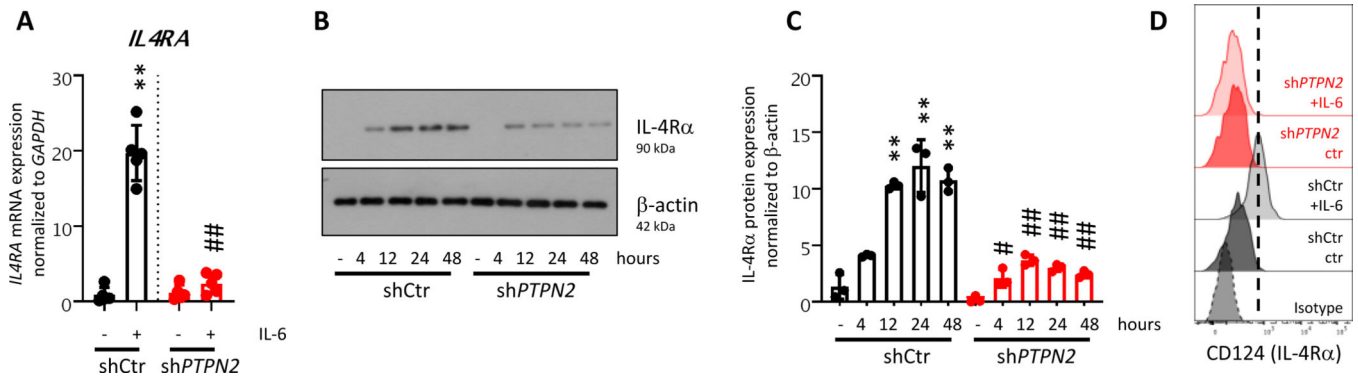 A
IL4RA
IL4RA mRNA expression
normalized to GAPDH
30
20
10
0
**
##
- + - + IL-6
shCtr shPTPN2
B
IL-4Rα
90 kDa
β-actin
42 kDa
- 4 12 24 48 - 4 12 24 48 hours
shCtr shPTPN2
C
IL-4Rα protein expression
normalized to β-actin
20
15
10
5
0
** ** **
# ## ## ##
- 4 12 24 48 - 4 12 24 48 hours
shCtr shPTPN2
D
shPTPN2
+IL-6
shPTPN2
ctr
shCtr
+IL-6
shCtr
ctr
Isotype
0
CD124 (IL-4Rα)